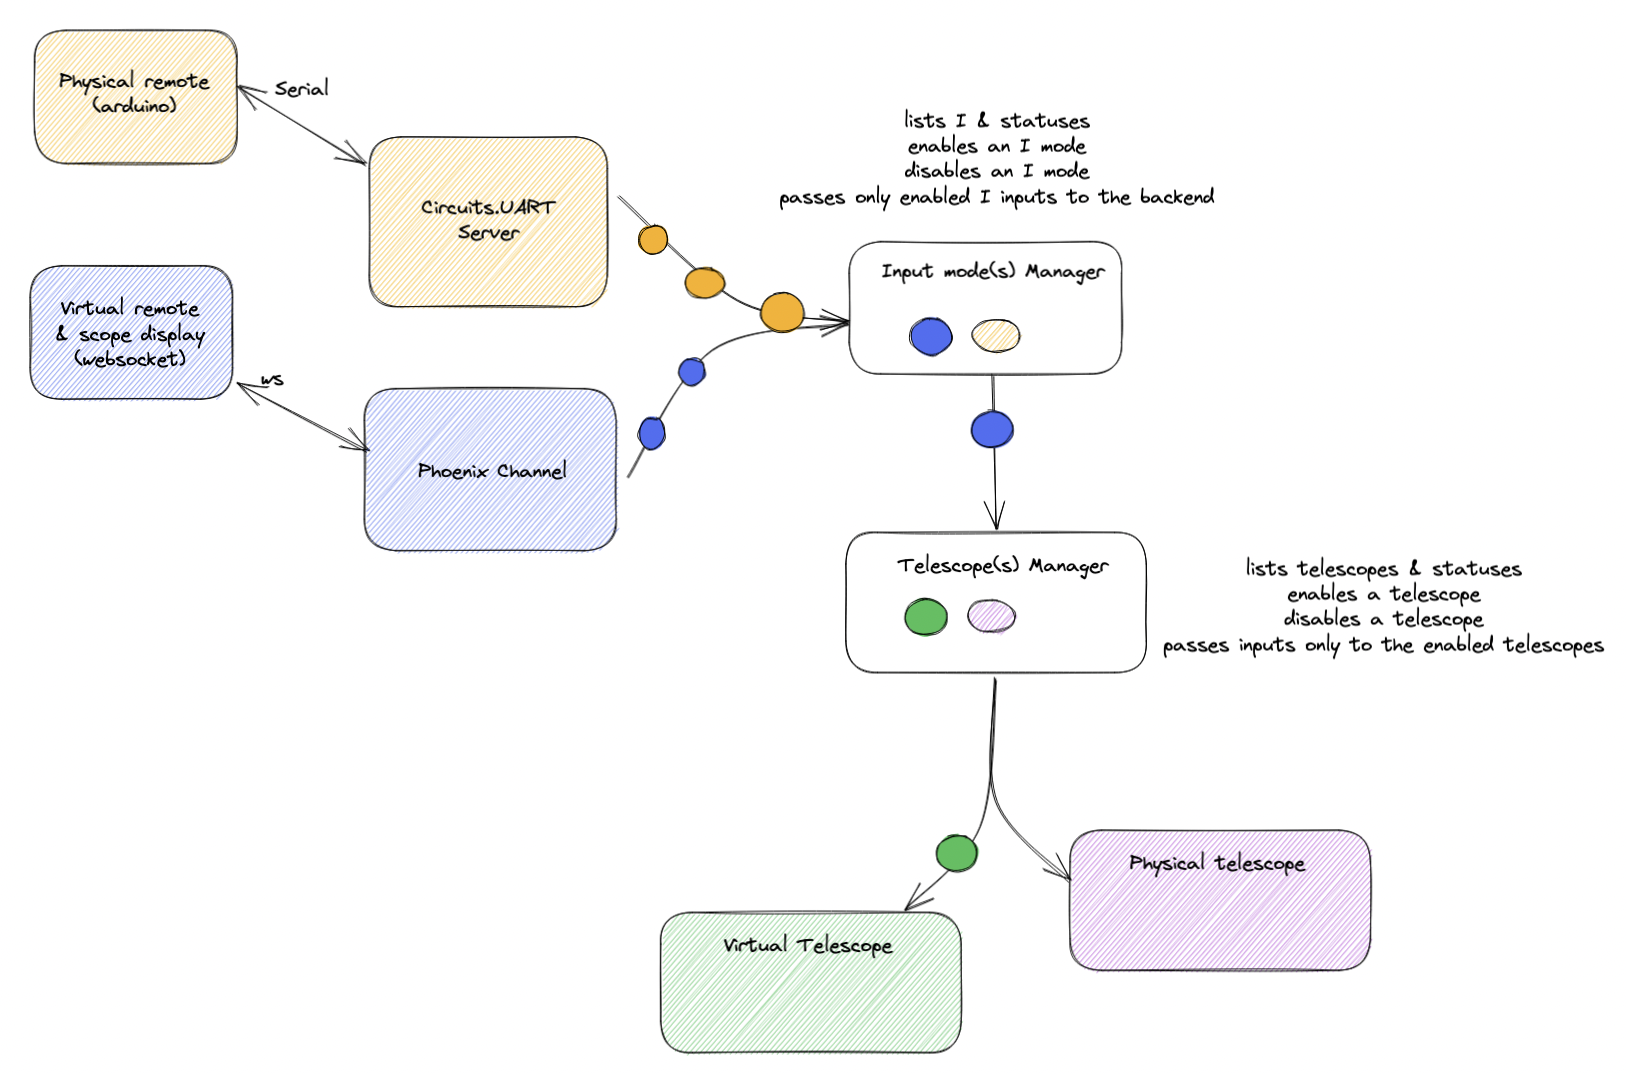 Physical remote
(arduino)
Serial
Circuits.UART
Server
Virtual remote
& scope display
(websocket)
ws
Phoenix Channel
lists I & statuses
enables an I mode
disables an I mode
passes only enabled I inputs to the backend
Input mode(s) Manager
Telescope(s) Manager
lists telescopes & statuses
enables a telescope
disables a telescope
passes inputs only to the enabled telescopes
Physical telescope
Virtual Telescope